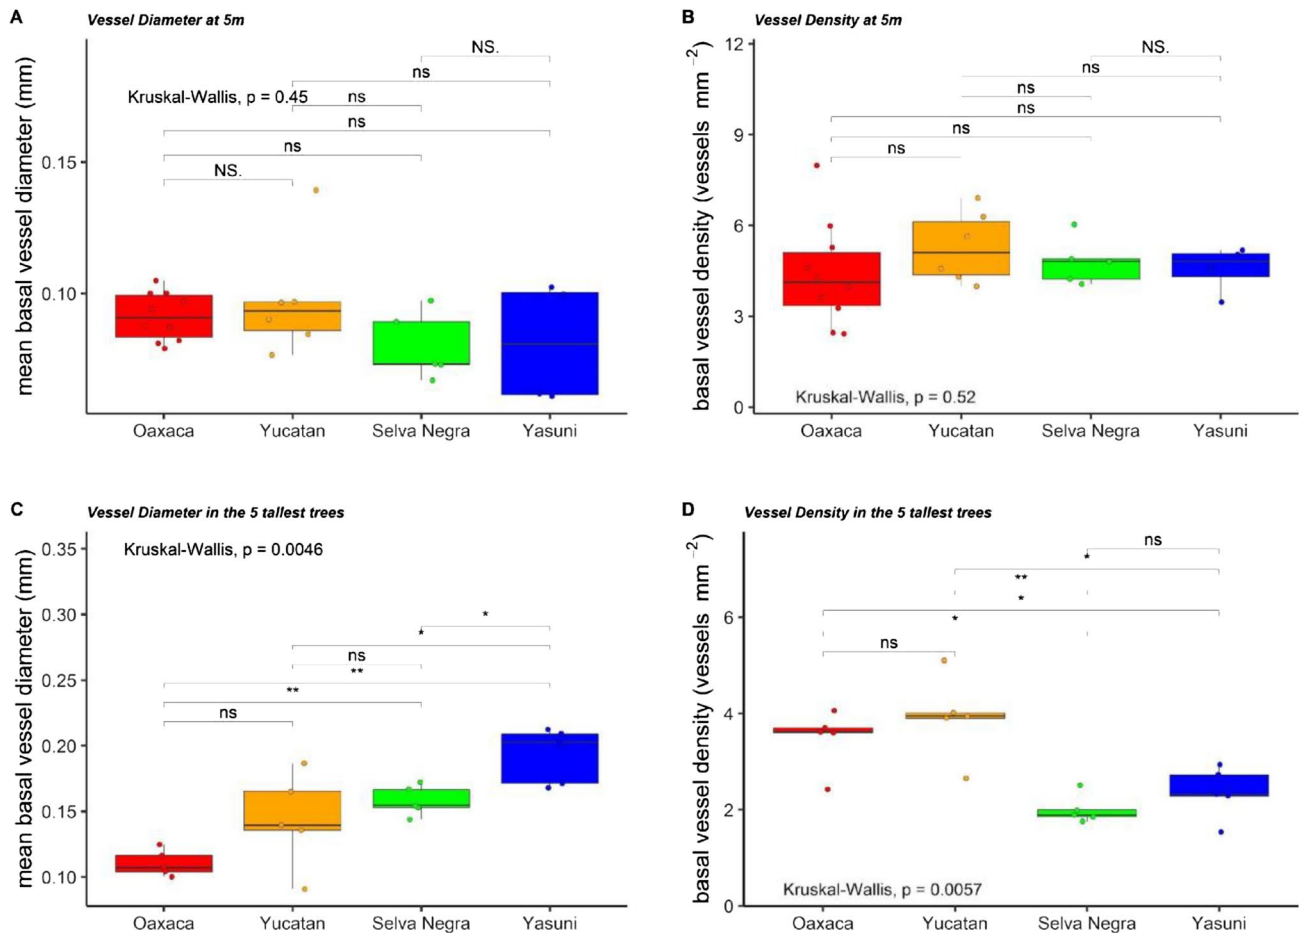 A
Vessel Diameter at 5m
mean basal vessel diameter (mm)
0.15
0.10
Kruskal-Wallis, p = 0.45
NS.
ns
ns
ns
ns
NS.
Oaxaca
Yucatan
Selva Negra
Yasuni
B
Vessel Density at 5m
basal vessel density (vessels mm⁻²)
12
9
6
3
0
NS.
ns
ns
ns
ns
ns
Kruskal-Wallis, p = 0.52
Oaxaca
Yucatan
Selva Negra
Yasuni
C
Vessel Diameter in the 5 tallest trees
mean basal vessel diameter (mm)
0.35
0.30
0.25
0.20
0.15
0.10
Kruskal-Wallis, p = 0.0046
*
*
ns
**
**
ns
Oaxaca
Yucatan
Selva Negra
Yasuni
D
Vessel Density in the 5 tallest trees
basal vessel density (vessels mm⁻²)
6
4
2
0
ns
*
**
*
*
ns
Kruskal-Wallis, p = 0.0057
Oaxaca
Yucatan
Selva Negra
Yasuni